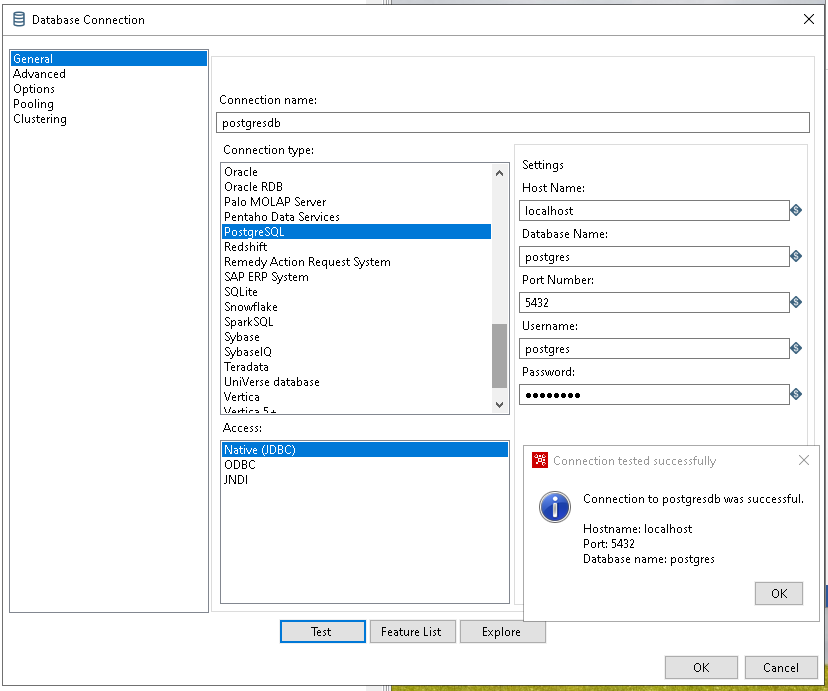 Database Connection
General
Advanced
Options
Pooling
Clustering
Connection name:
postgresdb
Connection type:
Oracle
Oracle RDB
Palo MOLAP Server
Pentaho Data Services
PostgreSQL
Redshift
Remedy Action Request System
SAP ERP System
SQLite
Snowflake
SparkSQL
Sybase
SybaseIQ
Teradata
UniVerse database
Vertica
Vertica 5+
Access:
Native (JDBC)
ODBC
JNDI
Settings
Host Name:
localhost
Database Name:
postgres
Port Number:
5432
Username:
postgres
Password:
●●●●●●●●
Connection tested successfully
Connection to postgresdb was successful.
Hostname: localhost
Port: 5432
Database name: postgres
OK
Test
Feature List
Explore
OK
Cancel